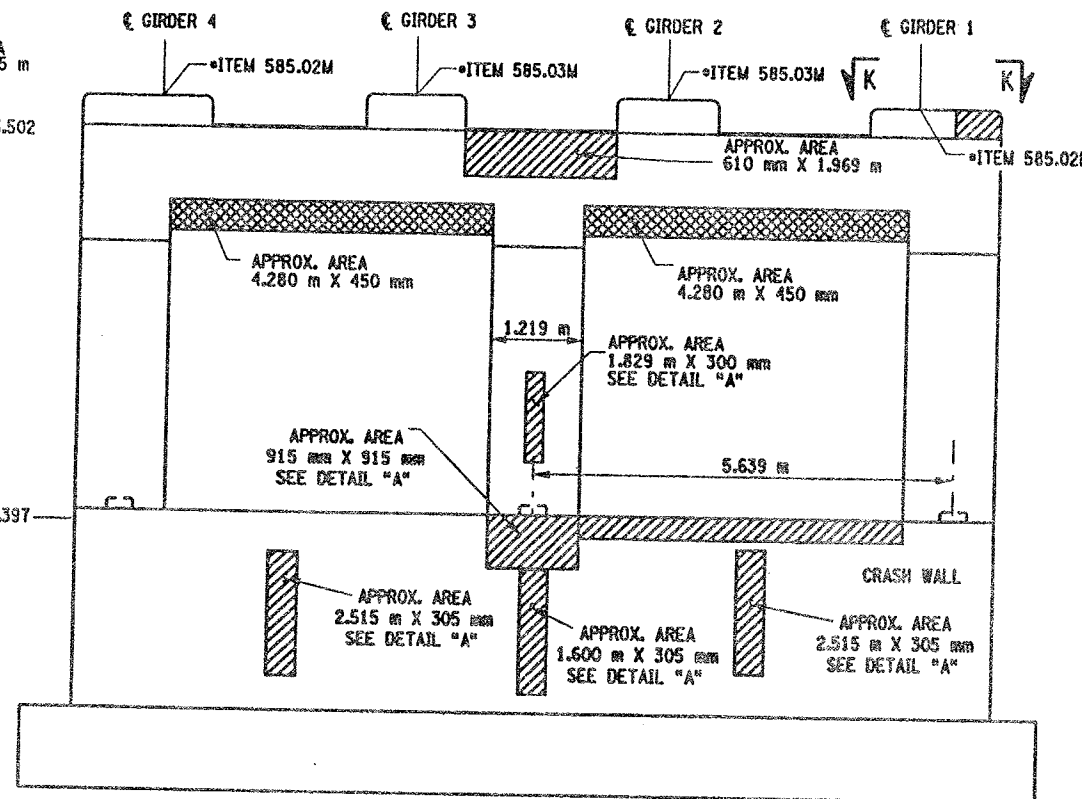 ℄ GIRDER 4
℄ GIRDER 3
℄ GIRDER 2
℄ GIRDER 1
A
5 m
*ITEM 585.02M
*ITEM 585.03M
*ITEM 585.03M
K
K
.502
APPROX. AREA
610 mm X 1.969 m
*ITEM 585.02M
APPROX. AREA
4.280 m X 450 mm
APPROX. AREA
4.280 m X 450 mm
1.219 m
APPROX. AREA
1.829 m X 300 mm
SEE DETAIL "A"
APPROX. AREA
915 mm X 915 mm
SEE DETAIL "A"
5.639 m
.397
CRASH WALL
APPROX. AREA
2.515 m X 305 mm
SEE DETAIL "A"
APPROX. AREA
1.600 m X 305 mm
SEE DETAIL "A"
APPROX. AREA
2.515 m X 305 mm
SEE DETAIL "A"